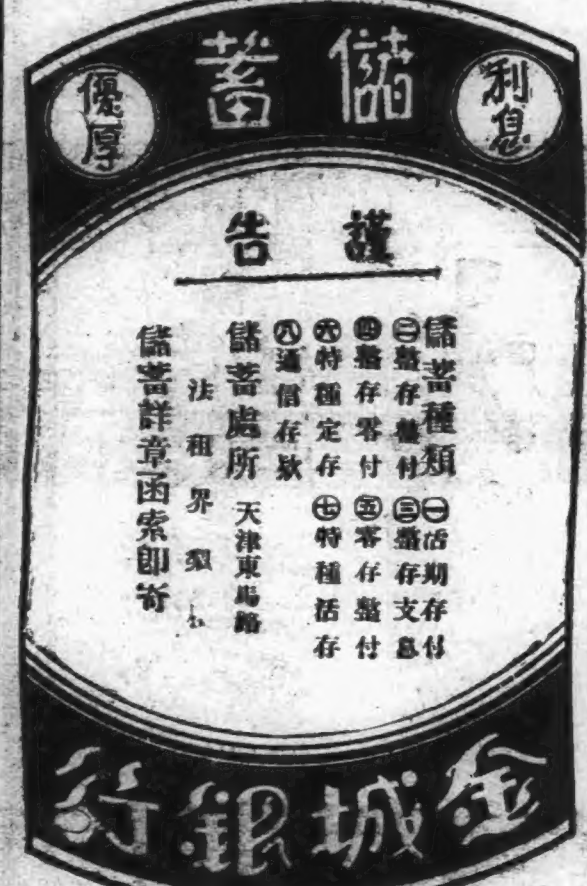 儲蓄
利息
優厚
謹告
儲蓄種類 ㊀活期存付
㊁整存整付 ㊂整存支息
㊃整存零付 ㊄零存整付
㊅特種定存 ㊆特種活存
㊇通信存欵
儲蓄處所 天津東馬路
法租界
儲蓄詳章函索卽寄
金城銀行